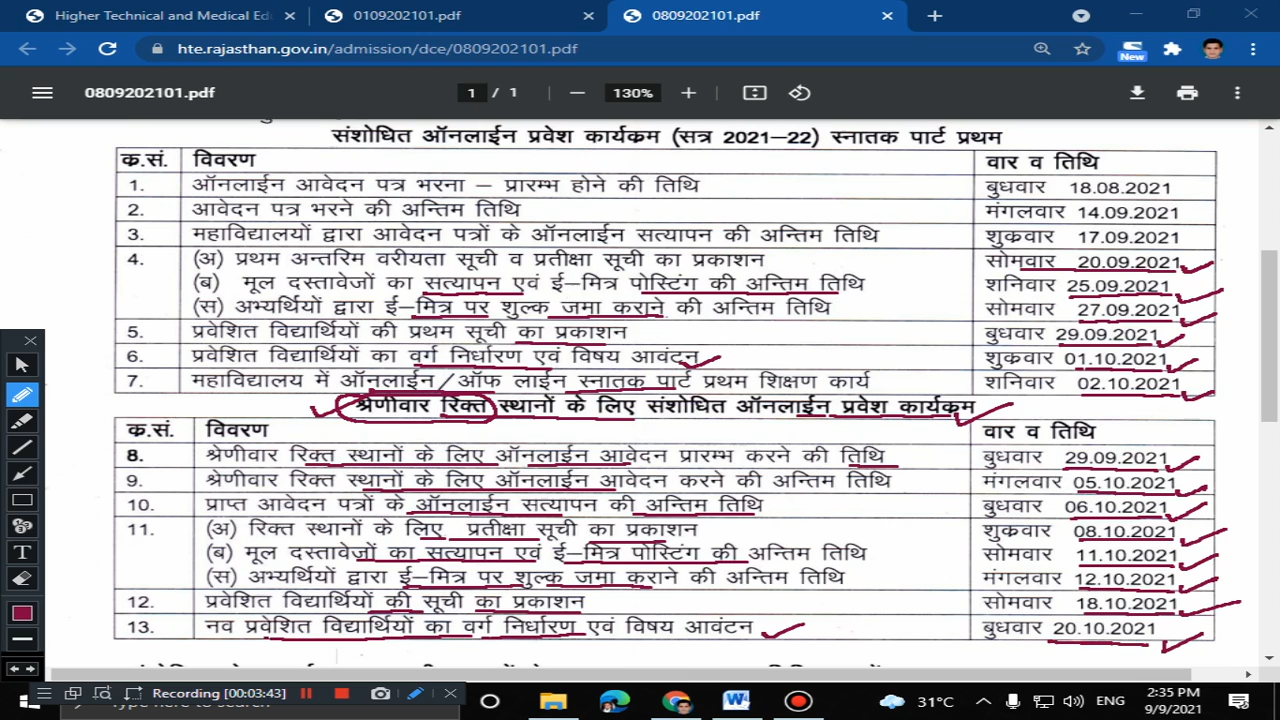 Higher Technical and Medical Edu
0109202101.pdf
0809202101.pdf
hte.rajasthan.gov.in/admission/dce/0809202101.pdf
New
0809202101.pdf
1 / 1
130%
संशोधित ऑनलाईन प्रवेश कार्यक्रम (सत्र 2021–22) स्नातक पार्ट प्रथम
क्र.सं. विवरण वार व तिथि
1. ऑनलाईन आवेदन पत्र भरना – प्रारम्भ होने की तिथि बुधवार 18.08.2021
2. आवेदन पत्र भरने की अन्तिम तिथि मंगलवार 14.09.2021
3. महाविद्यालयों द्वारा आवेदन पत्रों के ऑनलाईन सत्यापन की अन्तिम तिथि शुक्रवार 17.09.2021
4. (अ) प्रथम अन्तरिम वरीयता सूची व प्रतीक्षा सूची का प्रकाशन सोमवार 20.09.2021
(ब) मूल दस्तावेजों का सत्यापन एवं ई–मित्र पोस्टिंग की अन्तिम तिथि शनिवार 25.09.2021
(स) अभ्यर्थियों द्वारा ई–मित्र पर शुल्क जमा कराने की अन्तिम तिथि सोमवार 27.09.2021
5. प्रवेशित विद्यार्थियों की प्रथम सूची का प्रकाशन बुधवार 29.09.2021
6. प्रवेशित विद्यार्थियों का वर्ग निर्धारण एवं विषय आवंटन शुक्रवार 01.10.2021
7. महाविद्यालय में ऑनलाईन/ऑफ लाईन स्नातक पार्ट प्रथम शिक्षण कार्य शनिवार 02.10.2021
श्रेणीवार रिक्त स्थानों के लिए संशोधित ऑनलाईन प्रवेश कार्यक्रम
क्र.सं. विवरण वार व तिथि
8. श्रेणीवार रिक्त स्थानों के लिए ऑनलाईन आवेदन प्रारम्भ करने की तिथि बुधवार 29.09.2021
9. श्रेणीवार रिक्त स्थानों के लिए ऑनलाईन आवेदन करने की अन्तिम तिथि मंगलवार 05.10.2021
10. प्राप्त आवेदन पत्रों के ऑनलाईन सत्यापन की अन्तिम तिथि बुधवार 06.10.2021
11. (अ) रिक्त स्थानों के लिए प्रतीक्षा सूची का प्रकाशन शुक्रवार 08.10.2021
(ब) मूल दस्तावेजों का सत्यापन एवं ई–मित्र पोस्टिंग की अन्तिम तिथि सोमवार 11.10.2021
(स) अभ्यर्थियों द्वारा ई–मित्र पर शुल्क जमा कराने की अन्तिम तिथि मंगलवार 12.10.2021
12. प्रवेशित विद्यार्थियों की सूची का प्रकाशन सोमवार 18.10.2021
13. नव प्रवेशित विद्यार्थियों का वर्ग निर्धारण एवं विषय आवंटन बुधवार 20.10.2021
Recording [00:03:43]
31°C
ENG
2:35 PM
9/9/2021